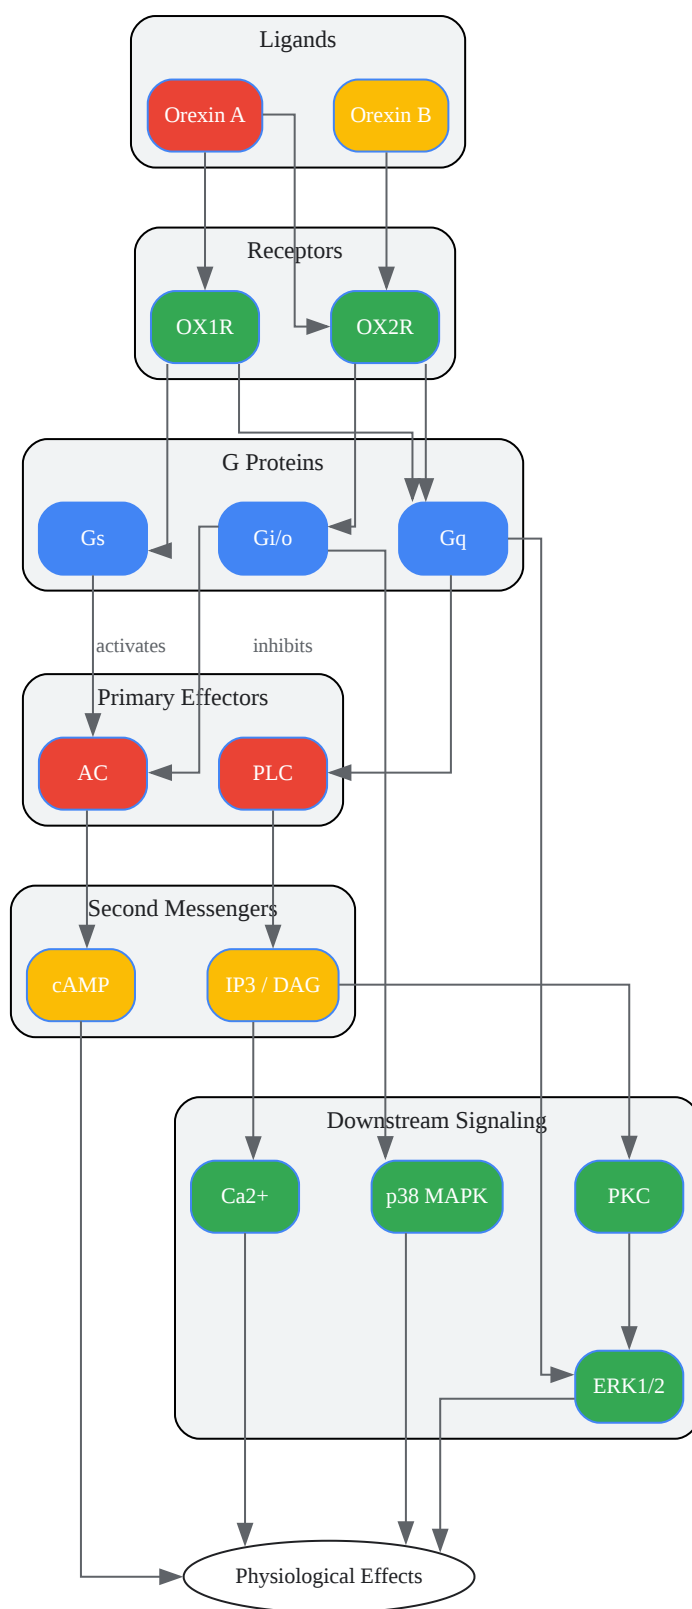 Ligands
Orexin A
Orexin B
Receptors
OX1R
OX2R
G Proteins
Gs
Gi/o
Gq
activates
inhibits
Primary Effectors
AC
PLC
Second Messengers
cAMP
IP3 / DAG
Downstream Signaling
Ca2+
p38 MAPK
PKC
ERK1/2
Physiological Effects